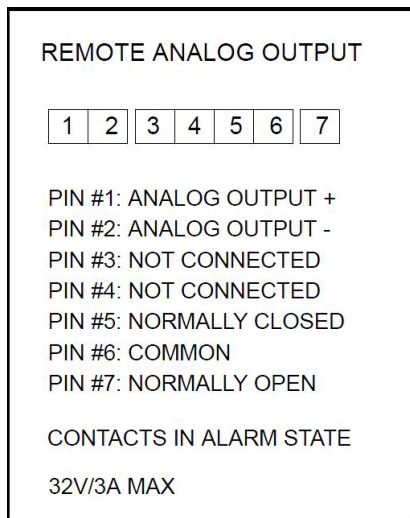 REMOTE ANALOG OUTPUT
1 2 3 4 5 6 7
PIN #1: ANALOG OUTPUT +
PIN #2: ANALOG OUTPUT -
PIN #3: NOT CONNECTED
PIN #4: NOT CONNECTED
PIN #5: NORMALLY CLOSED
PIN #6: COMMON
PIN #7: NORMALLY OPEN
CONTACTS IN ALARM STATE
32V/3A MAX